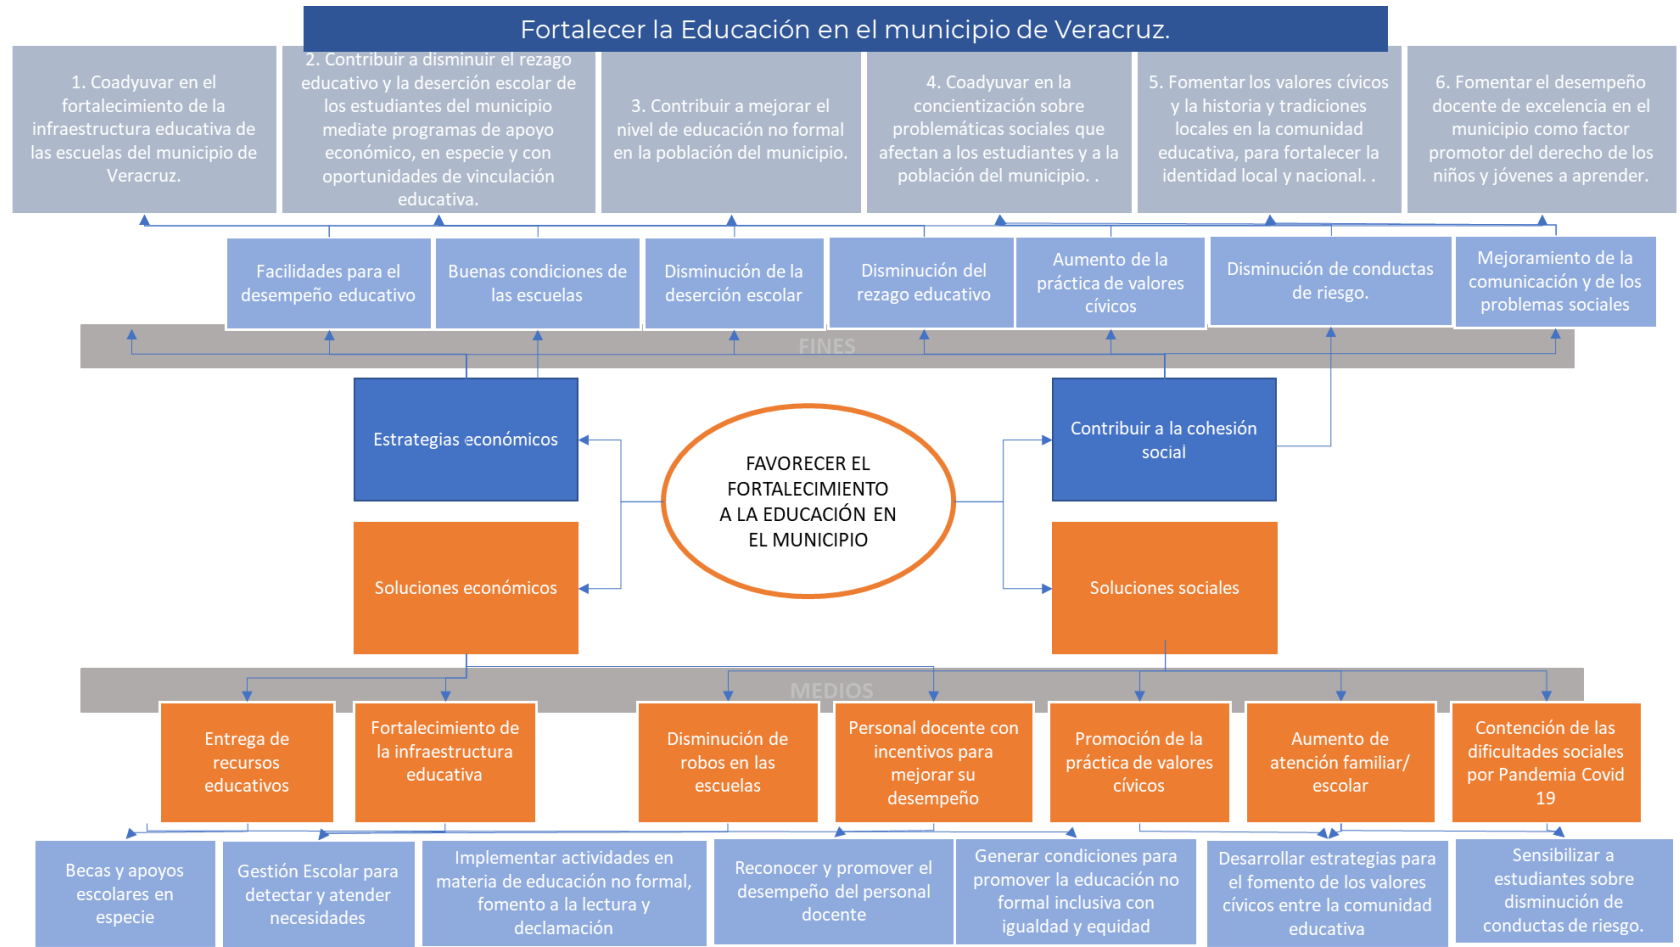 Fortalecer la Educación en el municipio de Veracruz.
1. Coadyuvar en el
fortalecimiento de la
infraestructura educativa de
las escuelas del municipio de
Veracruz.
2. Contribuir a disminuir el rezago
educativo y la deserción escolar de
los estudiantes del municipio
mediate programas de apoyo
económico, en especie y con
oportunidades de vinculación
educativa.
3. Contribuir a mejorar el
nivel de educación no formal
en la población del municipio.
4. Coadyuvar en la
concientización sobre
problemáticas sociales que
afectan a los estudiantes y a la
población del municipio. .
5. Fomentar los valores cívicos
y la historia y tradiciones
locales en la comunidad
educativa, para fortalecer la
identidad local y nacional. .
6. Fomentar el desempeño
docente de excelencia en el
municipio como factor
promotor del derecho de los
niños y jóvenes a aprender.
Facilidades para el
desempeño educativo
Buenas condiciones de
las escuelas
Disminución de la
deserción escolar
Disminución del
rezago educativo
Aumento de la
práctica de valores
cívicos
Disminución de conductas
de riesgo.
Mejoramiento de la
comunicación y de los
problemas sociales
FINES
Estrategias económicos
Contribuir a la cohesión
social
FAVORECER EL
FORTALECIMIENTO
A LA EDUCACIÓN EN
EL MUNICIPIO
Soluciones económicos
Soluciones sociales
MEDIOS
Entrega de
recursos
educativos
Fortalecimiento de
la infraestructura
educativa
Disminución de
robos en las
escuelas
Personal docente con
incentivos para
mejorar su
desempeño
Promoción de la
práctica de valores
cívicos
Aumento de
atención familiar/
escolar
Contención de las
dificultades sociales
por Pandemia Covid
19
Becas y apoyos
escolares en
especie
Gestión Escolar para
detectar y atender
necesidades
Implementar actividades en
materia de educación no formal,
fomento a la lectura y
declamación
Reconocer y promover el
desempeño del personal
docente
Generar condiciones para
promover la educación no
formal inclusiva con
igualdad y equidad
Desarrollar estrategias para
el fomento de los valores
cívicos entre la comunidad
educativa
Sensibilizar a
estudiantes sobre
disminución de
conductas de riesgo.